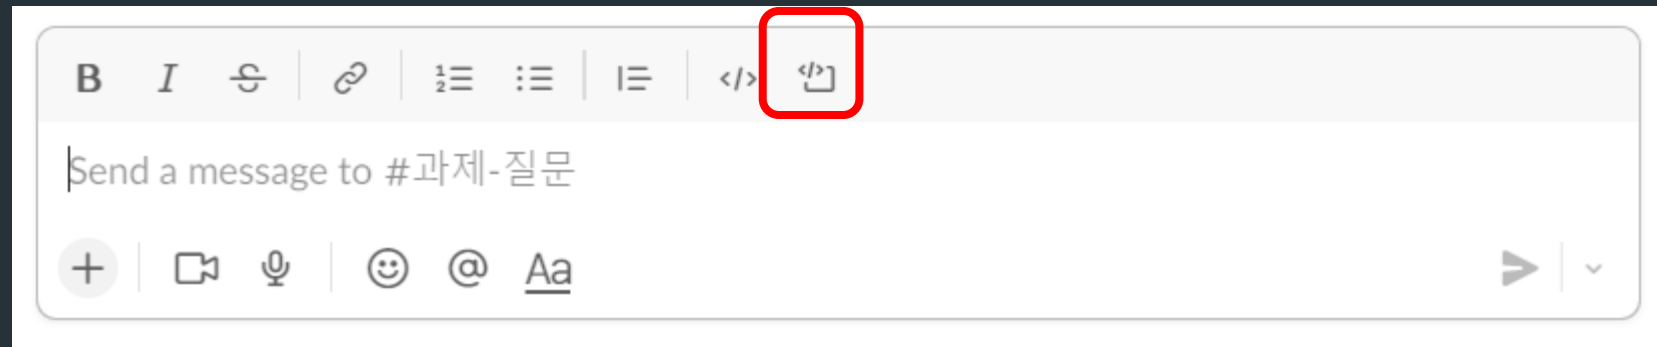 B I S </> </>
Send a message to #과제-질문
@ Aa